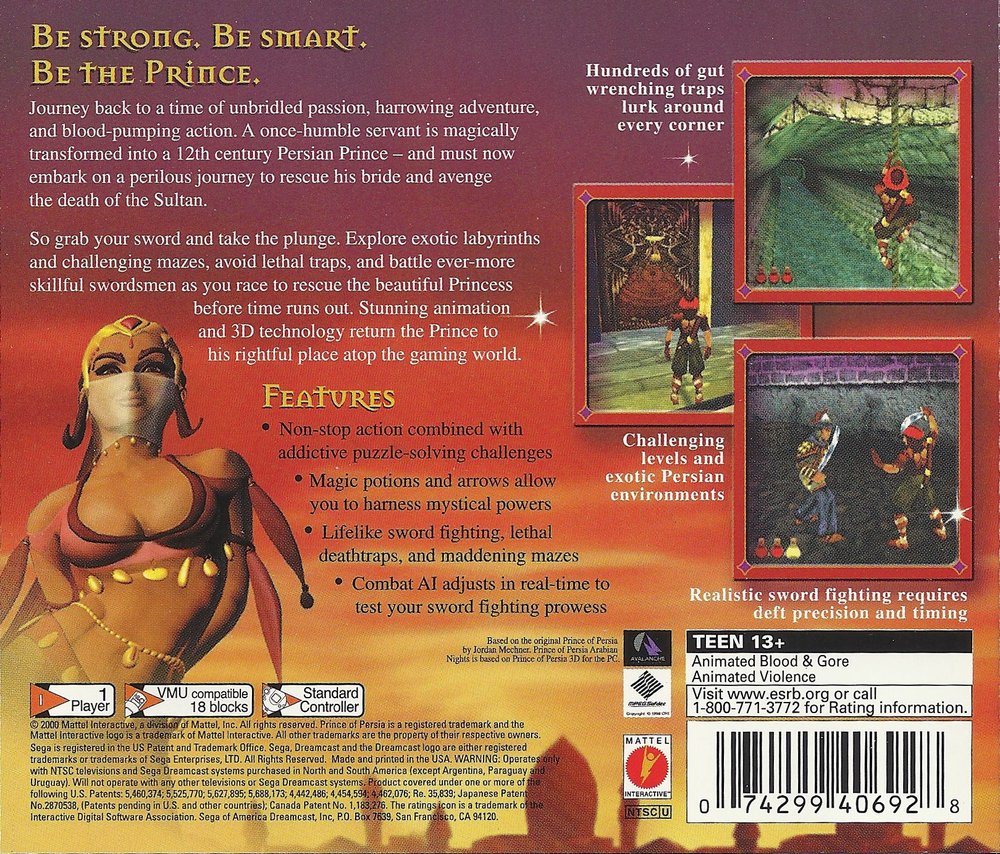 Be strong. Be smart.
Be the Prince.
Journey back to a time of unbridled passion, harrowing adventure,
and blood-pumping action. A once-humble servant is magically
transformed into a 12th century Persian Prince – and must now
embark on a perilous journey to rescue his bride and avenge
the death of the Sultan.
So grab your sword and take the plunge. Explore exotic labyrinths
and challenging mazes, avoid lethal traps, and battle ever-more
skillful swordsmen as you race to rescue the beautiful Princess
before time runs out. Stunning animation
and 3D technology return the Prince to
his rightful place atop the gaming world.
Features
• Non-stop action combined with
addictive puzzle-solving challenges
• Magic potions and arrows allow
you to harness mystical powers
• Lifelike sword fighting, lethal
deathtraps, and maddening mazes
• Combat AI adjusts in real-time to
test your sword fighting prowess
Hundreds of gut
wrenching traps
lurk around
every corner
Challenging
levels and
exotic Persian
environments
Realistic sword fighting requires
deft precision and timing
Based on the original Prince of Persia
by Jordan Mechner. Prince of Persia Arabian
Nights is based on Prince of Persia 3D for the PC.
AVALANCHE
MPEG Sofdec
Copyright © 1998 CRI
TEEN 13+
Animated Blood & Gore
Animated Violence
Visit www.esrb.org or call
1-800-771-3772 for Rating information.
1
Player
VMU compatible
18 blocks
Standard
Controller
© 2000 Mattel Interactive, a division of Mattel, Inc. All rights reserved. Prince of Persia is a registered trademark and the
Mattel Interactive logo is a trademark of Mattel Interactive. All other trademarks are the property of their respective owners.
Sega is registered in the US Patent and Trademark Office. Sega, Dreamcast and the Dreamcast logo are either registered
trademarks or trademarks of Sega Enterprises, LTD. All Rights Reserved. Made and printed in the USA. WARNING: Operates only
with NTSC televisions and Sega Dreamcast systems purchased in North and South America (except Argentina, Paraguay and
Uruguay). Will not operate with any other televisions or Sega Dreamcast systems. Product covered under one or more of the
following U.S. Patents: 5,460,374; 5,525,770; 5,627,895; 5,688,173; 4,442,486; 4,454,594; 4,462,076; Re. 35,839; Japanese Patent
No.2870538, (Patents pending in U.S. and other countries); Canada Patent No. 1,183,276. The ratings icon is a trademark of the
Interactive Digital Software Association. Sega of America Dreamcast, Inc, P.O. Box 7639, San Francisco, CA 94120.
MATTEL
INTERACTIVE™
NTSC U
0 74299 40692 8